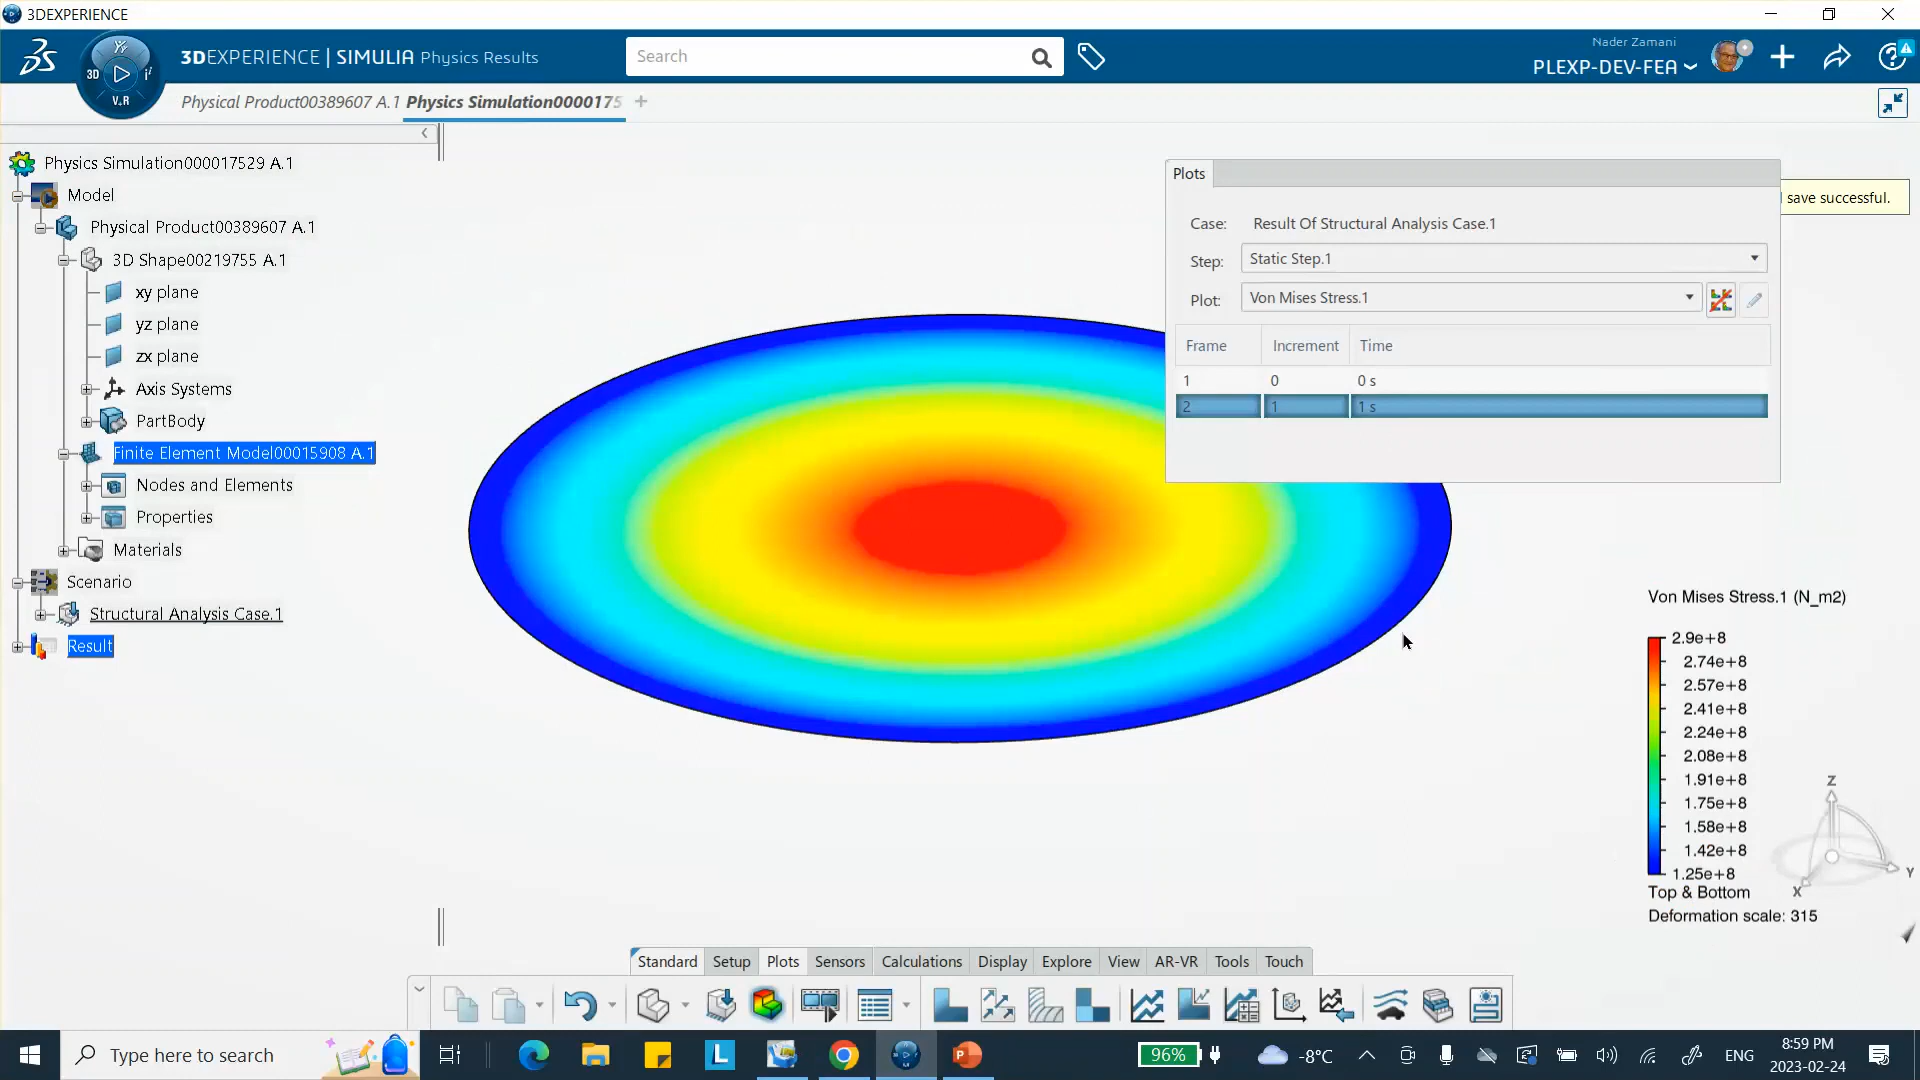 3DEXPERIENCE
3DEXPERIENCE | SIMULIA Physics Results
Search
Nader Zamani
PLEXP-DEV-FEA
3D
V.R
Physical Product00389607 A.1
Physics Simulation0000175
Physics Simulation000017529 A.1
Model
Physical Product00389607 A.1
3D Shape00219755 A.1
xy plane
yz plane
zx plane
Axis Systems
PartBody
Finite Element Model00015908 A.1
Nodes and Elements
Properties
Materials
Scenario
Structural Analysis Case.1
Result
Plots
save successful.
Case: Result Of Structural Analysis Case.1
Step: Static Step.1
Plot: Von Mises Stress.1
Frame Increment Time
1 0 0 s
2 1 1 s
Von Mises Stress.1 (N_m2)
2.9e+8
2.74e+8
2.57e+8
2.41e+8
2.24e+8
2.08e+8
1.91e+8
1.75e+8
1.58e+8
1.42e+8
1.25e+8
Top & Bottom
Deformation scale: 315
Z
Y
X
Standard Setup Plots Sensors Calculations Display Explore View AR-VR Tools Touch
Type here to search
L
P
96%
-8°C
ENG
8:59 PM
2023-02-24